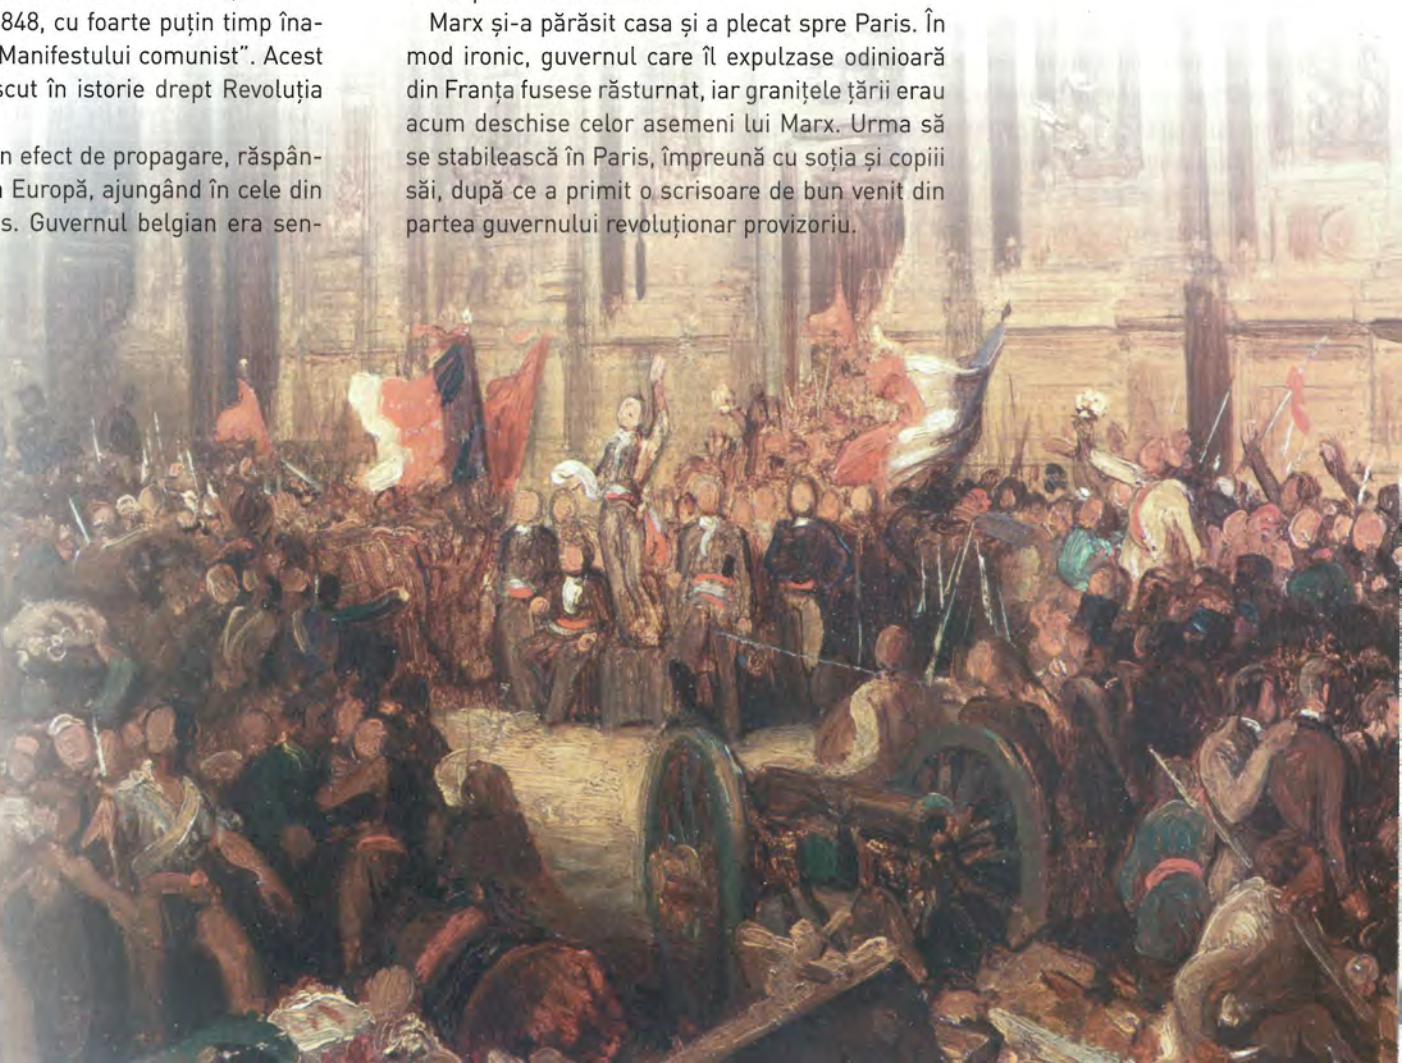 848, cu foarte puțin timp îna-
Manifestului comunist”. Acest
scut în istorie drept Revoluția
n efect de propagare, răspân-
Europă, ajungând în cele din
s. Guvernul belgian era sen-
Marx și-a părăsit casa și a plecat spre Paris. În
mod ironic, guvernul care îl expulzase odinioară
din Franța fusese răsturnat, iar granițele țării erau
acum deschise celor asemeni lui Marx. Urma să
se stabilească în Paris, împreună cu soția și copiii
săi, după ce a primit o scrisoare de bun venit din
partea guvernului revoluționar provizoriu.